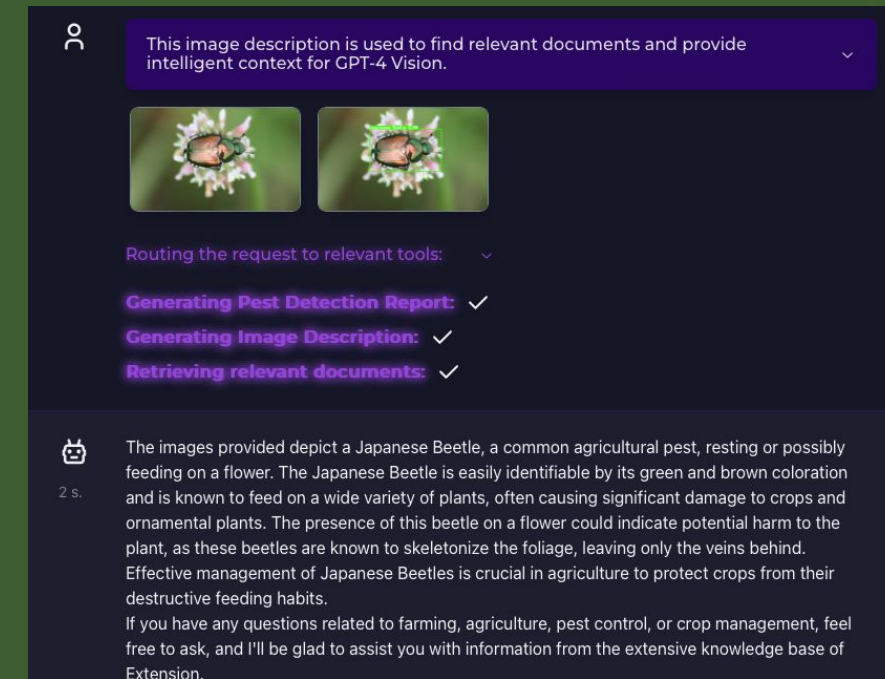 This image description is used to find relevant documents and provide
intelligent context for GPT-4 Vision.
Routing the request to relevant tools:
Generating Pest Detection Report:
Generating Image Description:
Retrieving relevant documents:
The images provided depict a Japanese Beetle, a common agricultural pest, resting or possibly
feeding on a flower. The Japanese Beetle is easily identifiable by its green and brown coloration
2 s.
and is known to feed on a wide variety of plants, often causing significant damage to crops and
ornamental plants. The presence of this beetle on a flower could indicate potential harm to the
plant, as these beetles are known to skeletonize the foliage, leaving only the veins behind.
Effective management of Japanese Beetles is crucial in agriculture to protect crops from their
destructive feeding habits.
If you have any questions related to farming, agriculture, pest control, or crop management, feel
free to ask, and I'll be glad to assist you with information from the extensive knowledge base of
Extension.